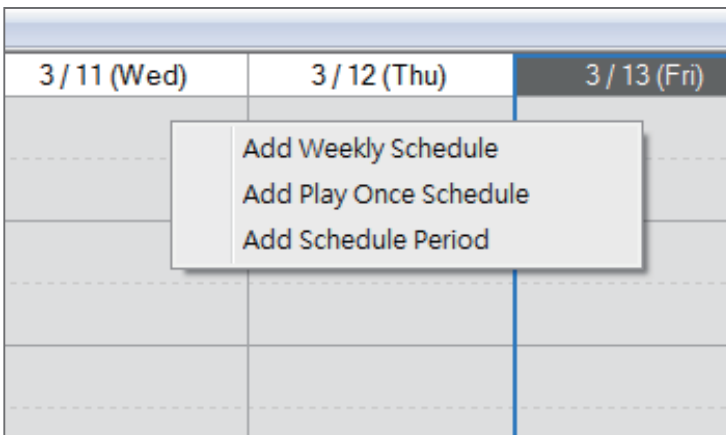 3 / 11 (Wed) 3 / 12 (Thu) 3 / 13 (Fri)
Add Weekly Schedule
Add Play Once Schedule
Add Schedule Period